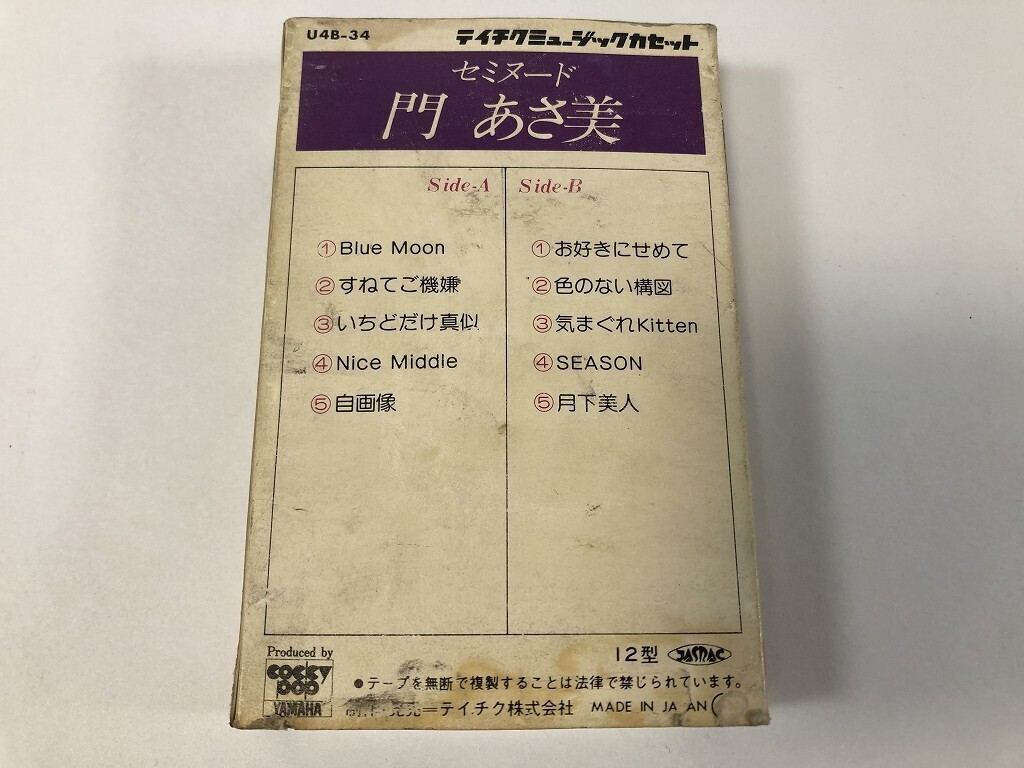 U4B-34 テイチクミュージックカセット
セミヌード
門 あさ美
Side-A
①Blue Moon
②すねてご機嫌
③いちどだけ真似
④Nice Middle
⑤自画像
Side-B
①お好きにせめて
②色のない構図
③気まぐれKitten
④SEASON
⑤月下美人
Produced by
COCKY
POP
YAMAHA
12型 JASRAC
●テープを無断で複製することは法律で禁じられています。
発売=テイチク株式会社 MADE IN JA AN